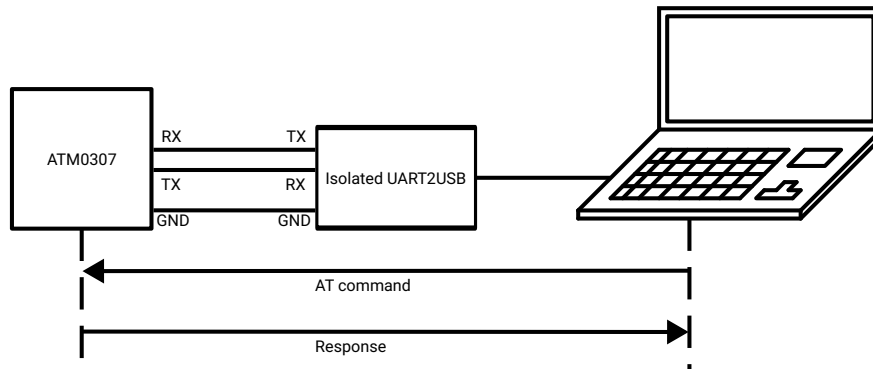 RX TX
ATM0307
Isolated UART2USB
TX RX
GND GND
AT command
Response